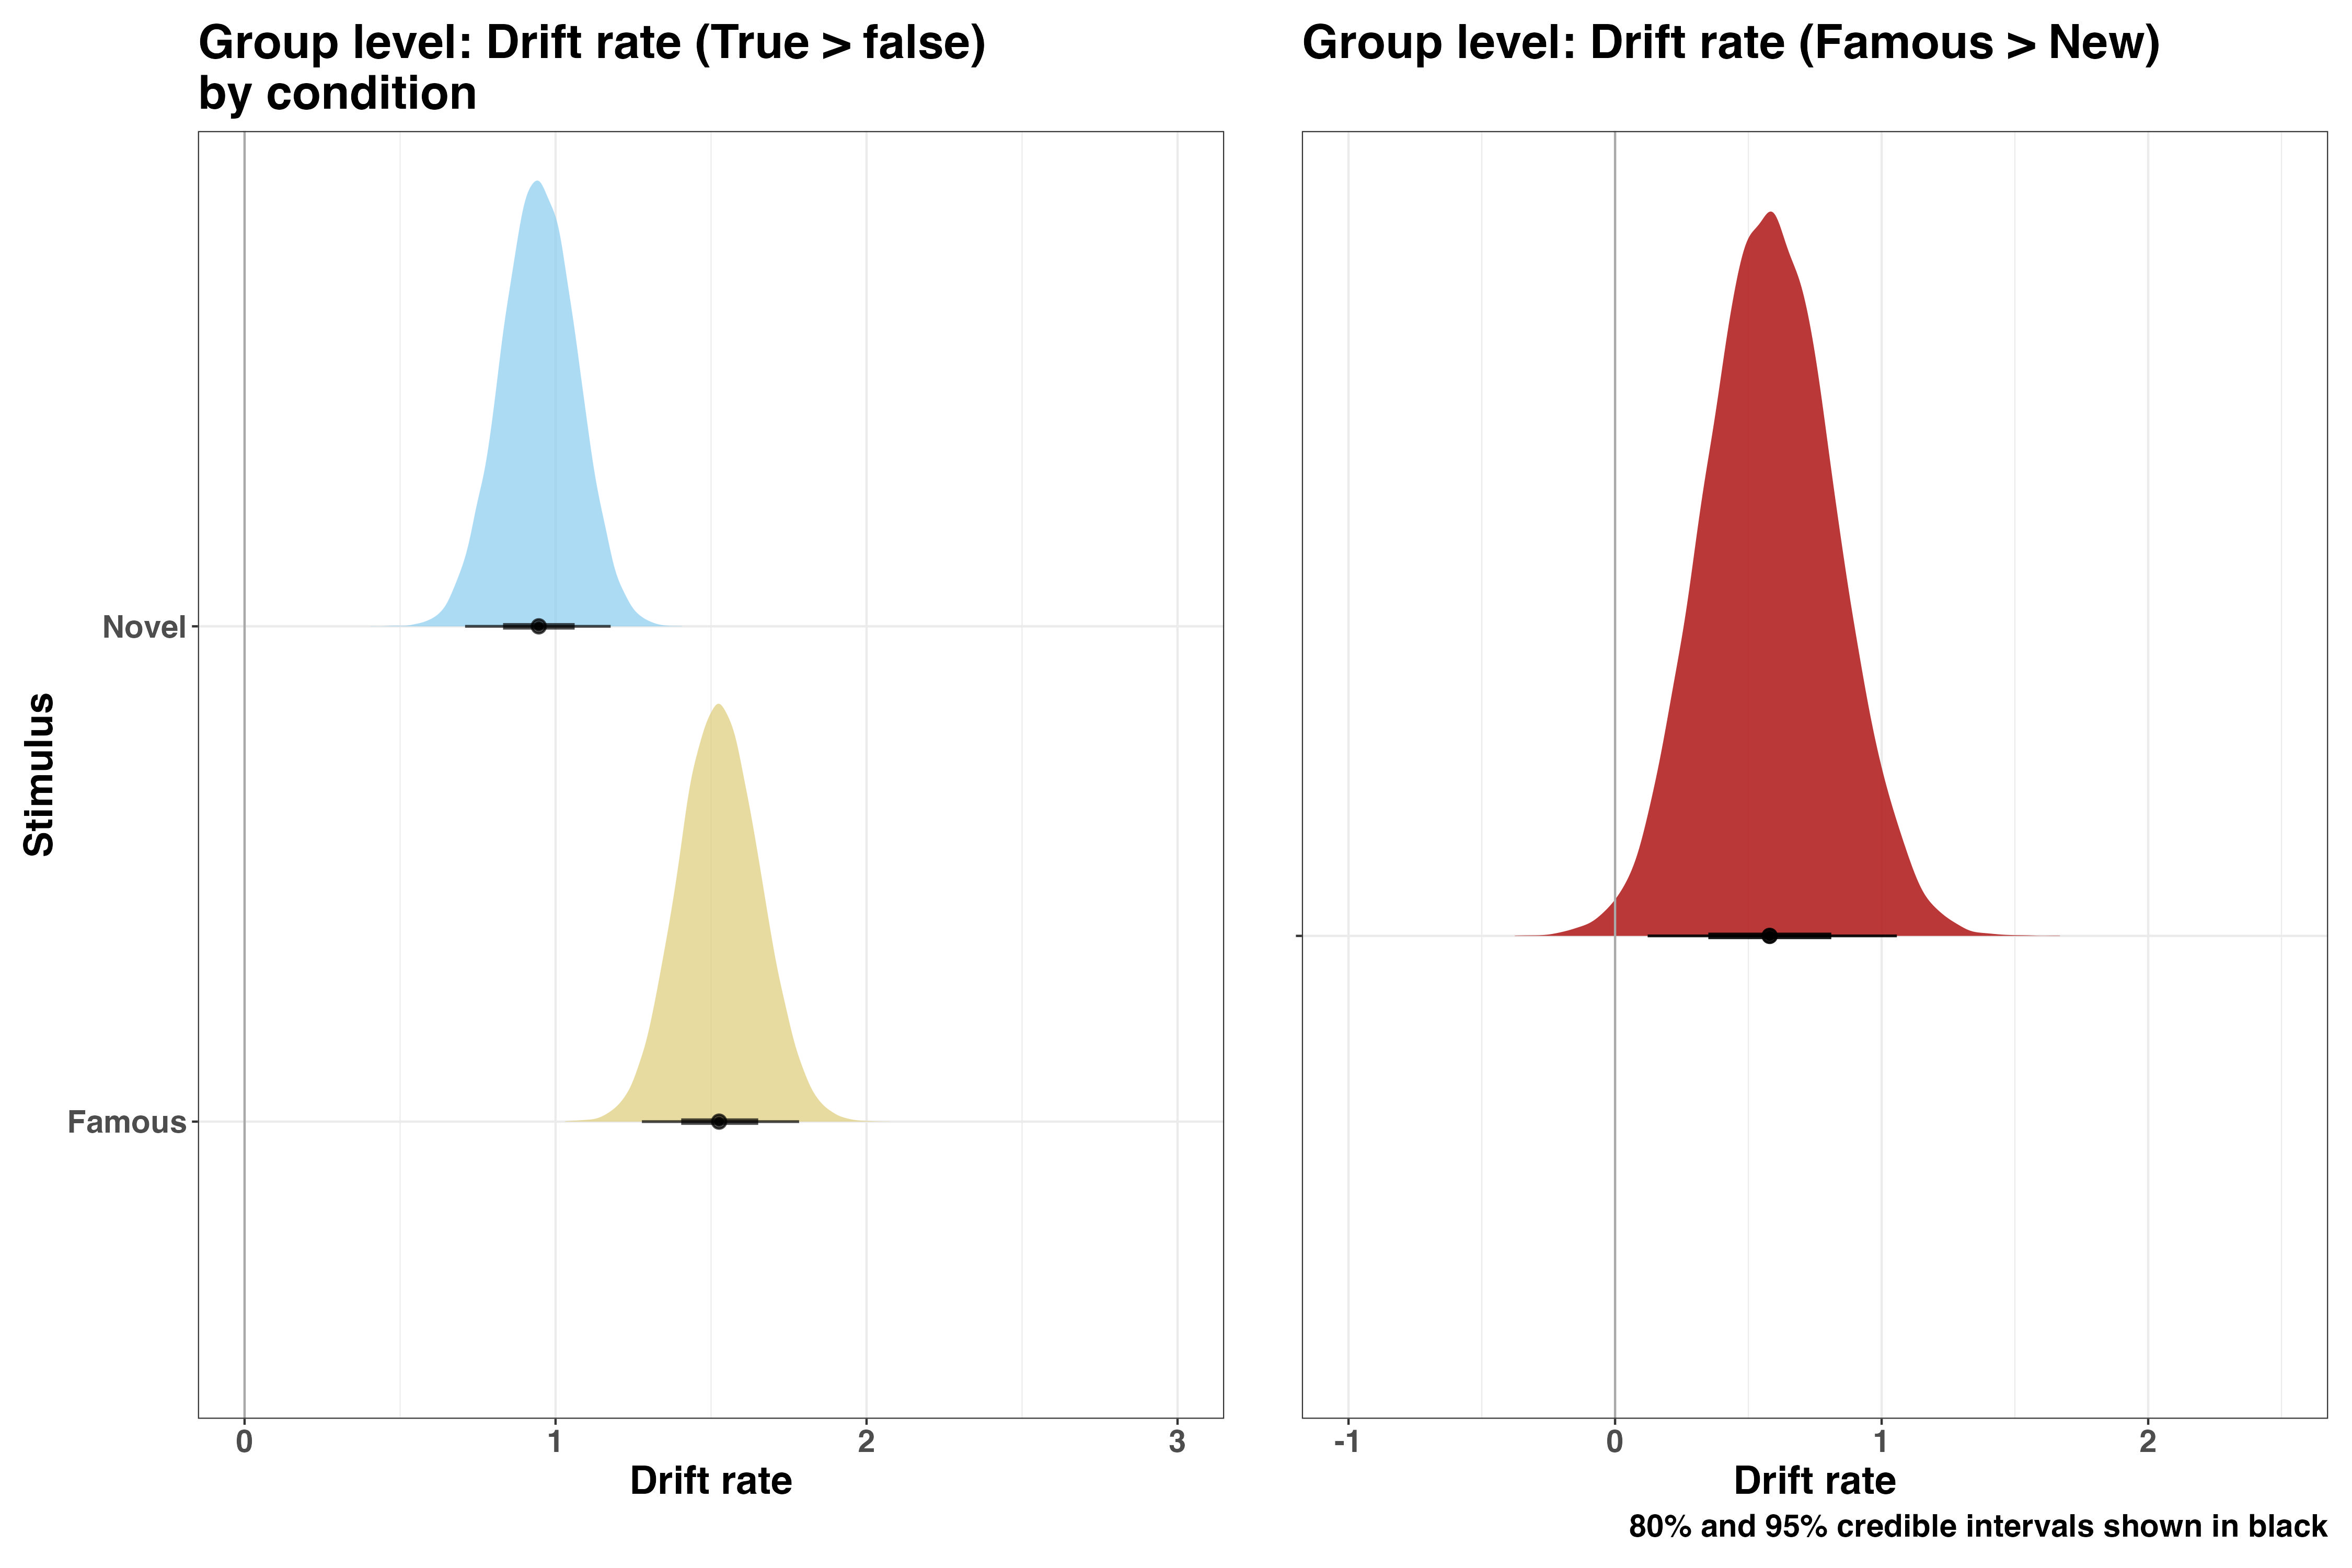 Group level: Drift rate (True > false)
by condition
Stimulus
Novel
Famous
0 1 2 3
Drift rate
Group level: Drift rate (Famous > New)
-1 0 1 2
Drift rate
80% and 95% credible intervals shown in black